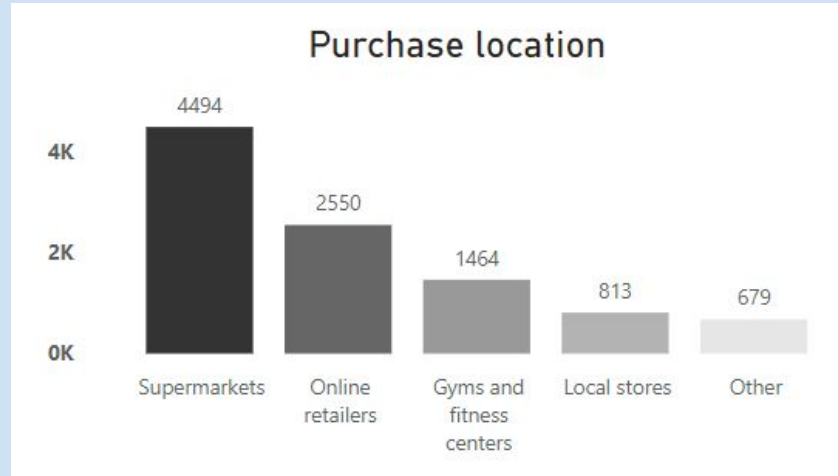 Purchase location
4494
4K
2550
2K
1464
813
679
0K
Supermarkets
Online
retailers
Gyms and
fitness
centers
Local stores
Other